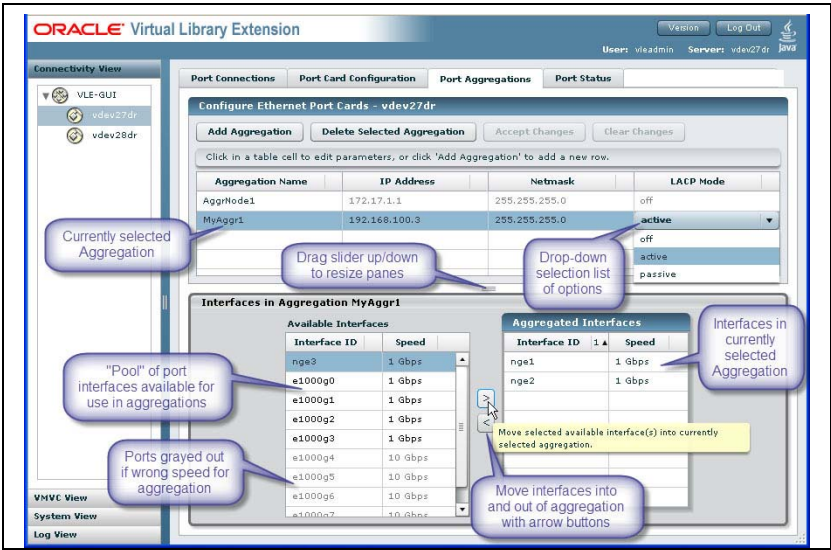 ORACLE Virtual Library Extension
Version
Log Out
Java
User: vleadmin Server: vdev27dr
Connectivity View
VLE-GUI
vdev27dr
vdev28dr
VMVC View
System View
Log View
Port Connections
Port Card Configuration
Port Aggregations
Port Status
Configure Ethernet Port Cards - vdev27dr
Add Aggregation
Delete Selected Aggregation
Accept Changes
Clear Changes
Click in a table cell to edit parameters, or click 'Add Aggregation' to add a new row.
Aggregation Name IP Address Netmask LACP Mode
AggrNode1 172.17.1.1 255.255.255.0 off
MyAggr1 192.168.100.3 255.255.255.0 active
off
active
passive
Currently selected
Aggregation
Drag slider up/down
to resize panes
Drop-down
selection list
of options
Interfaces in Aggregation MyAggr1
Available Interfaces
Interface ID Speed
nge3 1 Gbps
e1000g0 1 Gbps
e1000g1 1 Gbps
e1000g2 1 Gbps
e1000g3 1 Gbps
e1000g4 10 Gbps
e1000g5 10 Gbps
e1000g6 10 Gbps
e1000g7 10 Gbps
>
<
Aggregated Interfaces
Interface ID 1 Speed
nge1 1 Gbps
nge2 1 Gbps
Move selected available interface(s) into currently
selected aggregation.
Interfaces in
currently
selected
Aggregation
"Pool" of port
interfaces available for
use in aggregations
Ports grayed out
if wrong speed for
aggregation
Move interfaces into
and out of aggregation
with arrow buttons